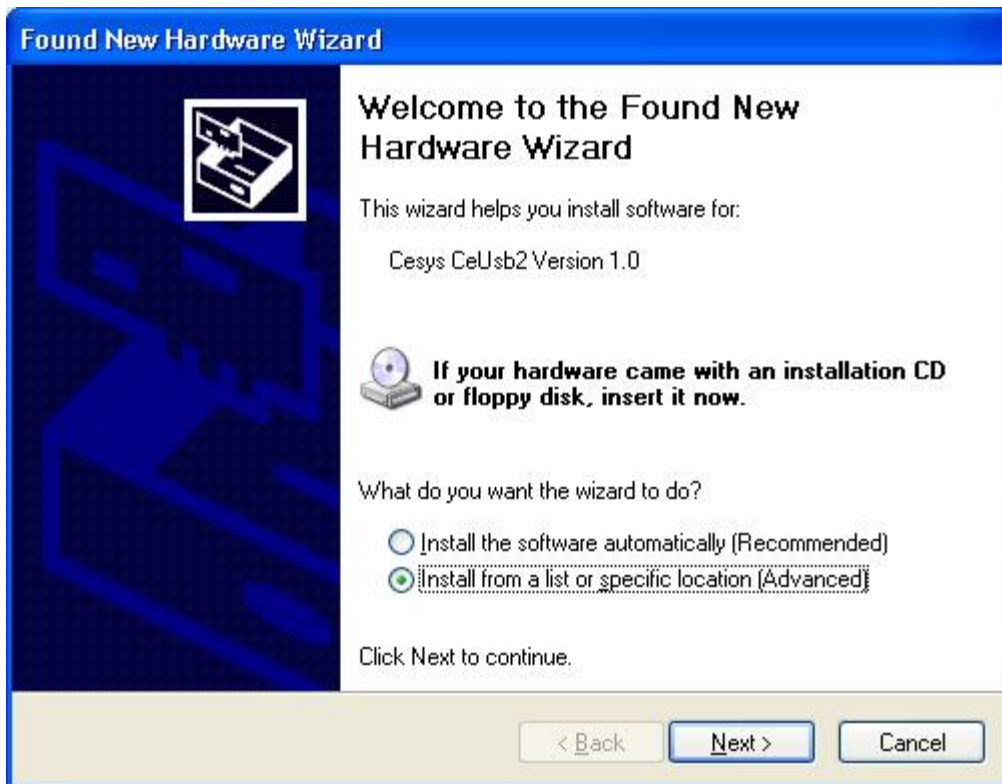 Found New Hardware Wizard
Welcome to the Found New
Hardware Wizard
This wizard helps you install software for:
Cesys CeUsb2 Version 1.0
If your hardware came with an installation CD
or floppy disk, insert it now.
What do you want the wizard to do?
Install the software automatically (Recommended)
Install from a list or specific location (Advanced)
Click Next to continue.
< Back Next > Cancel